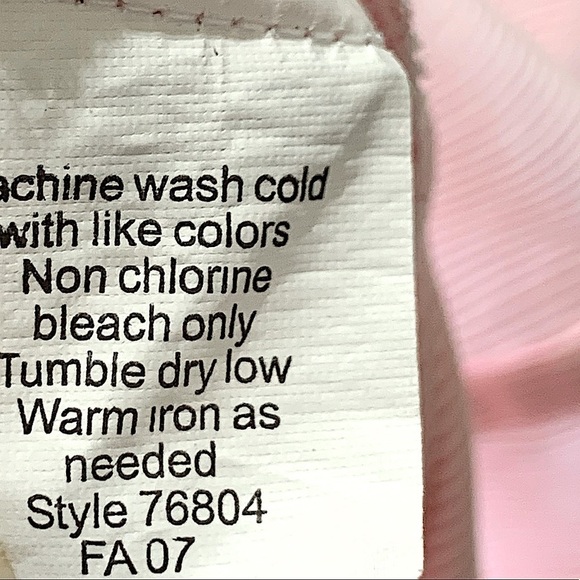 achine wash cold
with like colors
Non chlorine
bleach only
Tumble dry low
Warm iron as
needed
Style 76804
FA 07